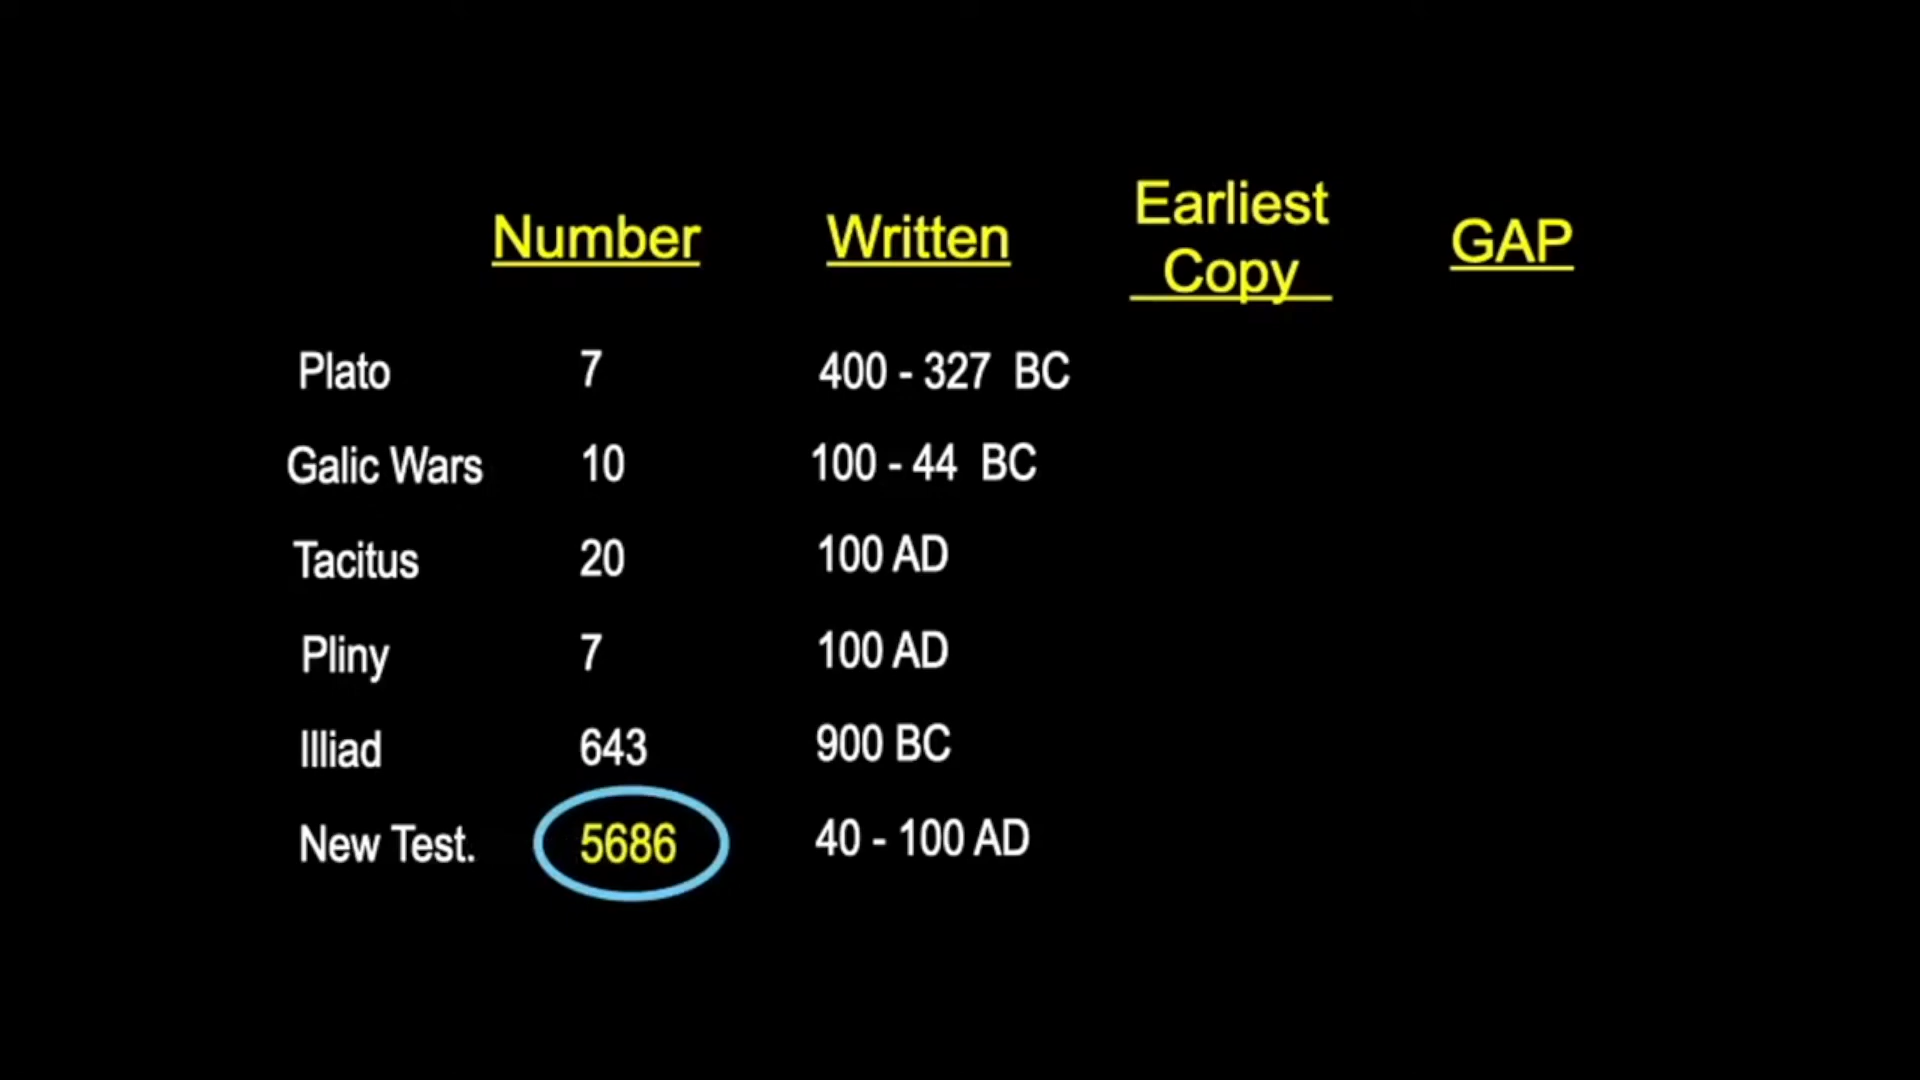 Number Written Earliest Copy GAP
Plato 7 400 - 327 BC
Galic Wars 10 100 - 44 BC
Tacitus 20 100 AD
Pliny 7 100 AD
Illiad 643 900 BC
New Test. 5686 40 - 100 AD